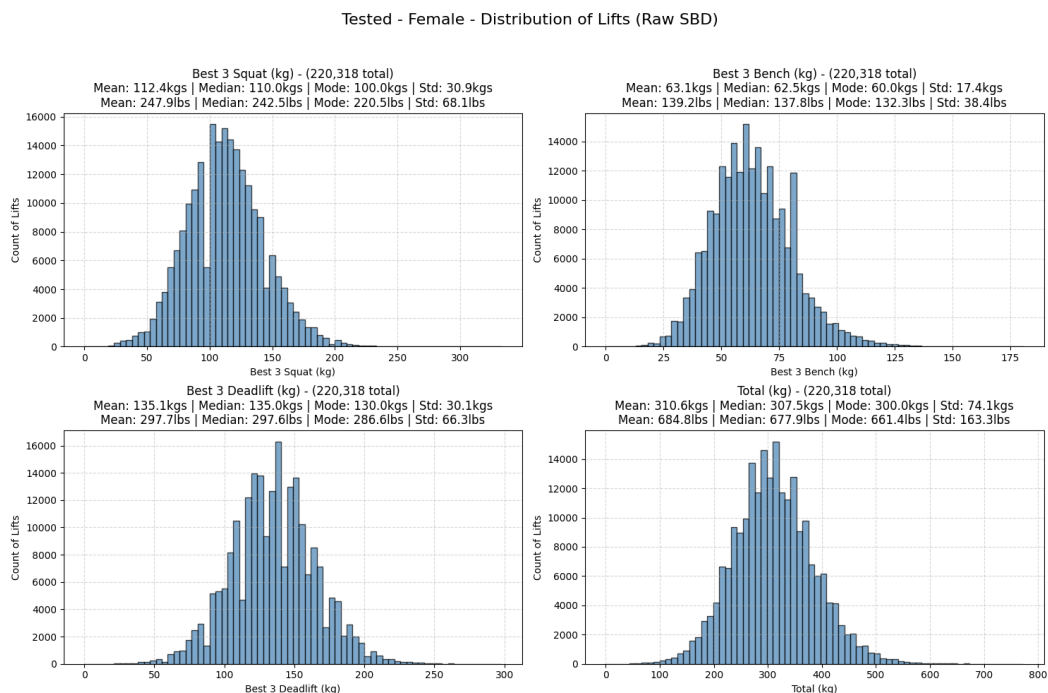 Tested - Female - Distribution of Lifts (Raw SBD)
Best 3 Squat (kg) - (220,318 total)
Mean: 112.4kgs | Median: 110.0kgs | Mode: 100.0kgs | Std: 30.9kgs
Mean: 247.9lbs | Median: 242.5lbs | Mode: 220.5lbs | Std: 68.1lbs
16000
14000
12000
10000
8000
6000
4000
2000
0
Count of Lifts
0 50 100 150 200 250 300
Best 3 Squat (kg)
Best 3 Bench (kg) - (220,318 total)
Mean: 63.1kgs | Median: 62.5kgs | Mode: 60.0kgs | Std: 17.4kgs
Mean: 139.2lbs | Median: 137.8lbs | Mode: 132.3lbs | Std: 38.4lbs
14000
12000
10000
8000
6000
4000
2000
0
Count of Lifts
0 25 50 75 100 125 150 175
Best 3 Bench (kg)
Best 3 Deadlift (kg) - (220,318 total)
Mean: 135.1kgs | Median: 135.0kgs | Mode: 130.0kgs | Std: 30.1kgs
Mean: 297.7lbs | Median: 297.6lbs | Mode: 286.6lbs | Std: 66.3lbs
16000
14000
12000
10000
8000
6000
4000
2000
0
Count of Lifts
0 50 100 150 200 250 300
Best 3 Deadlift (kg)
Total (kg) - (220,318 total)
Mean: 310.6kgs | Median: 307.5kgs | Mode: 300.0kgs | Std: 74.1kgs
Mean: 684.8lbs | Median: 677.9lbs | Mode: 661.4lbs | Std: 163.3lbs
14000
12000
10000
8000
6000
4000
2000
0
Count of Lifts
0 100 200 300 400 500 600 700 800
Total (kg)